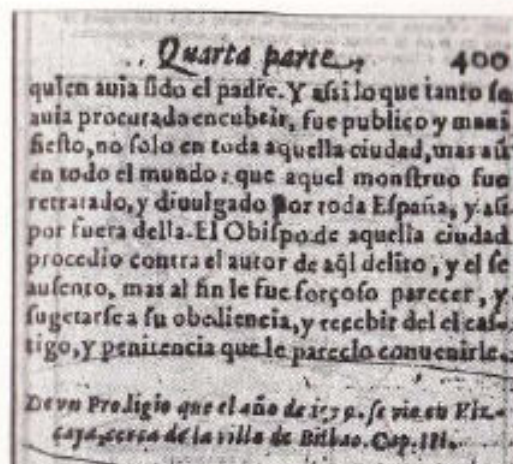 Quarta parte, 400
quien auia ſido el padre. Y aſsi lo que tanto ſe
auia procurado encubrir, fue publico y mani
fieſto, no ſolo en toda aquella ciudad, mas aũ
en todo el mundo: que aquel monſtruo fue
retratado, y diuulgado por toda Eſpaña, y aſi
por fuera della. El Obiſpo de aquella ciudad
procedio contra el autor de aq̃l delito, y el ſe
auſento, mas al fin le fue forçoſo parecer, y
ſugetarſe a ſu obediencia, y recebir del el caſ-
tigo, y penitencia que le parecio conuenirle.
De vn Prodigio que el año de 1579. ſe vio en Viz-
caya, cerca de la villa de Bilbao. Cap. III.